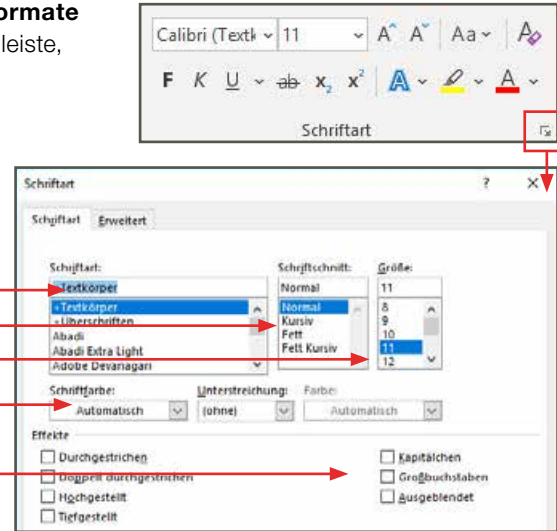 ormate
leiste,
Calibri (Textk 11 A A Aa A
F K U ab x₂ x² A A
Schriftart
Schriftart ? ×
Schriftart Erweitert
Schriftart: Schriftschnitt: Größe:
+Textkörper Normal 11
+Textkörper Normal 8
+Überschriften Kursiv 9
Abadi Fett 10
Abadi Extra Light Fett Kursiv 11
Adobe Devanagari 12
Schriftfarbe: Unterstreichung: Farbe:
Automatisch (ohne) Automatisch
Effekte
Durchgestrichen Kapitälchen
Doppelt durchgestrichen Großbuchstaben
Hochgestellt Ausgeblendet
Tiefgestellt